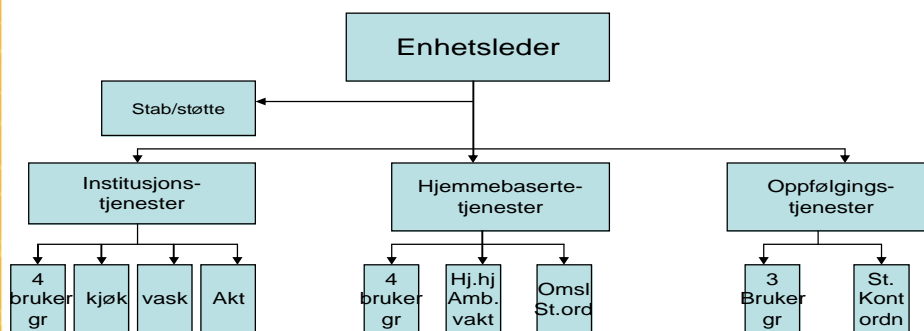 Enhetsleder
Stab/støtte
Institusjons-
tjenester
Hjemmebaserte-
tjenester
Oppfølgings-
tjenester
4
bruker
gr
kjøk
vask
Akt
4
bruker
gr
Hj.hj
Amb.
vakt
Omsl
St.ord
3
Bruker
gr
St.
Kont
ordn